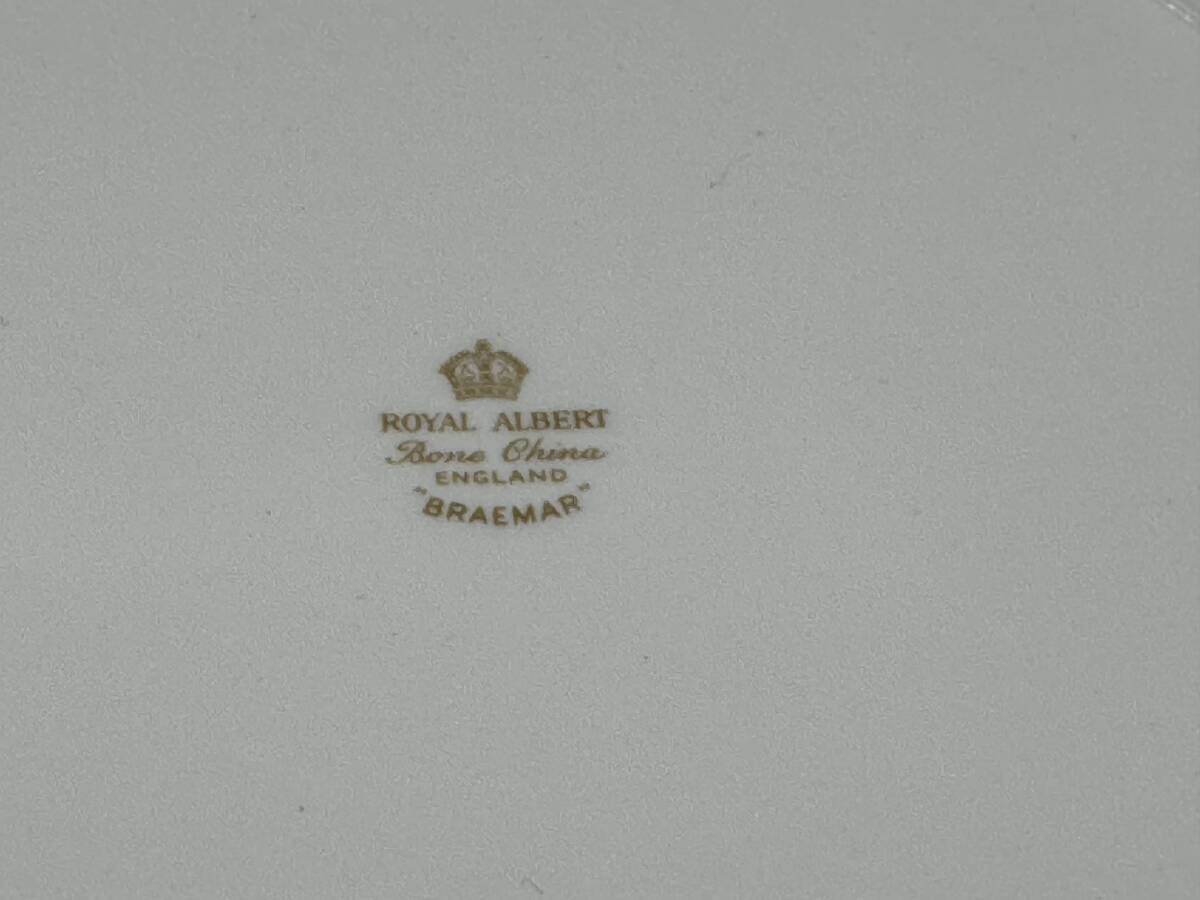 ROYAL ALBERT
Bone China
ENGLAND
"BRAEMAR"